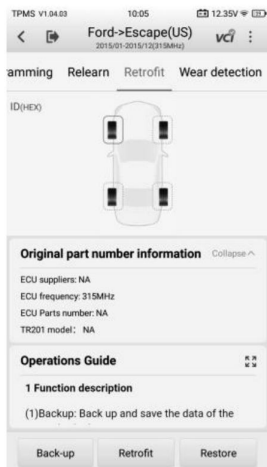 TPMS V1.04.03 10:05 12.35V
Ford->Escape(US) vci
2015/01-2015/12(315MHz)
amming Relearn Retrofit Wear detection
ID(HEX)
Original part number information Collapse
ECU suppliers: NA
ECU frequency: 315MHz
ECU Parts number: NA
TR201 model: NA
Operations Guide
1 Function description
(1)Backup: Back up and save the data of the
Back-up Retrofit Restore